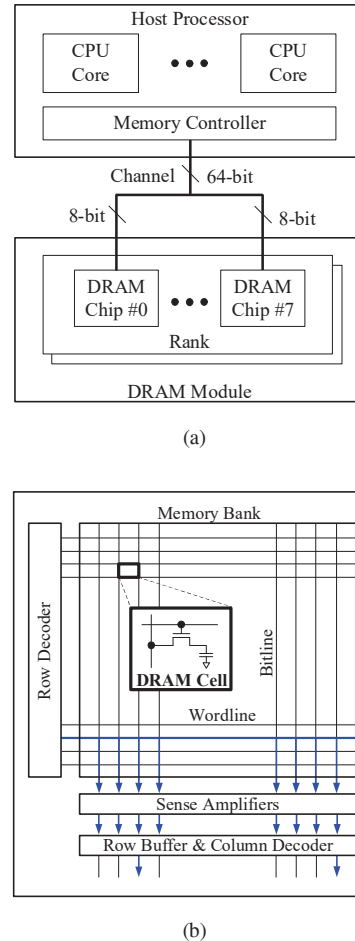 Host Processor
CPU
Core
CPU
Core
Memory Controller
Channel
64-bit
8-bit
8-bit
DRAM
Chip #0
DRAM
Chip #7
Rank
DRAM Module
(a)
Memory Bank
Row Decoder
DRAM Cell
Bitline
Wordline
Sense Amplifiers
Row Buffer & Column Decoder
(b)